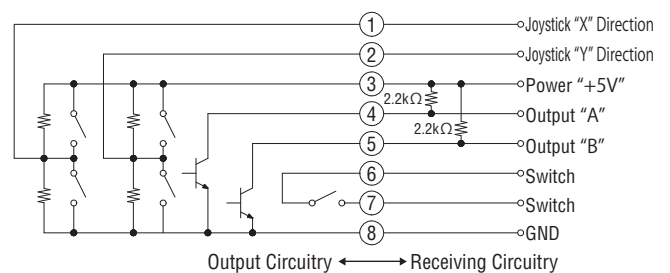 1 Joystick “X” Direction
2 Joystick “Y” Direction
3 Power “+5V”
2.2kΩ
4 Output “A”
2.2kΩ
5 Output “B”
6 Switch
7 Switch
8 GND
Output Circuitry Receiving Circuitry